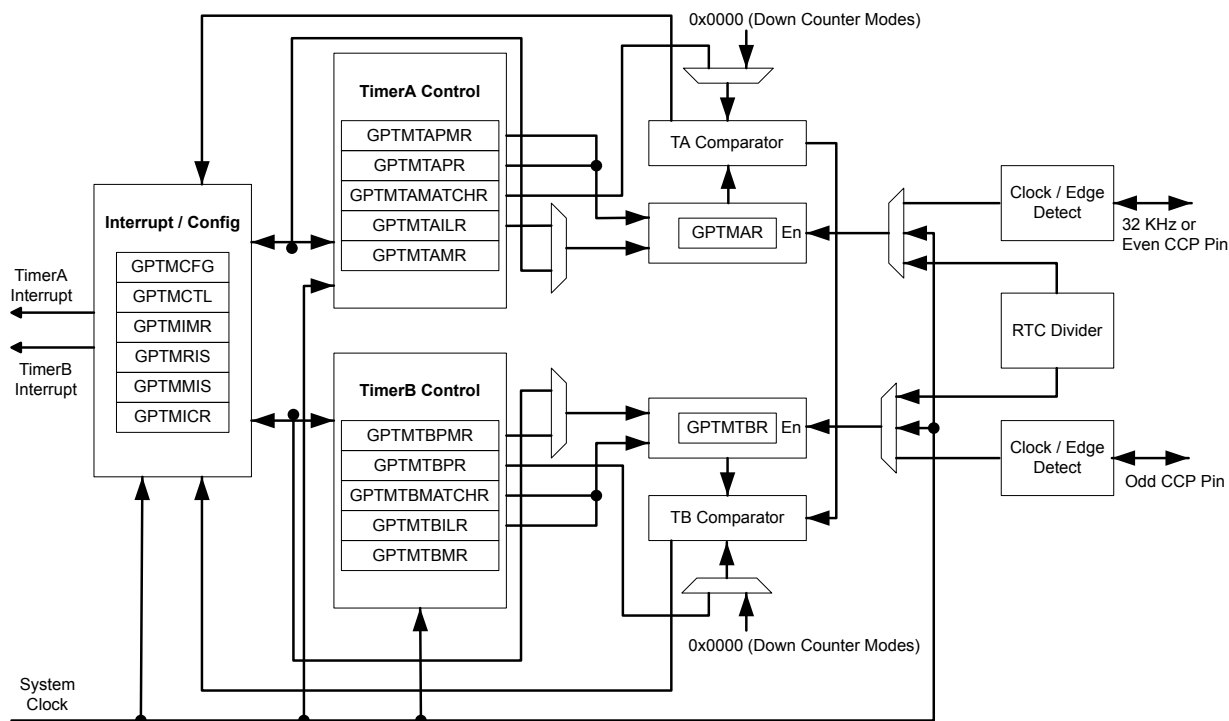 0x0000 (Down Counter Modes)
TimerA Control
GPTMTAPMR
GPTMTAPR
GPTMTAMATCHR
GPTMTAILR
GPTMTAMR
TA Comparator
GPTMAR
En
Clock / Edge
Detect
32 KHz or
Even CCP Pin
Interrupt / Config
GPTMCFG
GPTMCTL
GPTMIMR
GPTMRIS
GPTMMIS
GPTMICR
TimerA
Interrupt
TimerB
Interrupt
RTC Divider
TimerB Control
GPTMTBPMR
GPTMTBPR
GPTMTBMATCHR
GPTMTBILR
GPTMTBMR
GPTMTBR
En
TB Comparator
Clock / Edge
Detect
Odd CCP Pin
0x0000 (Down Counter Modes)
System
Clock